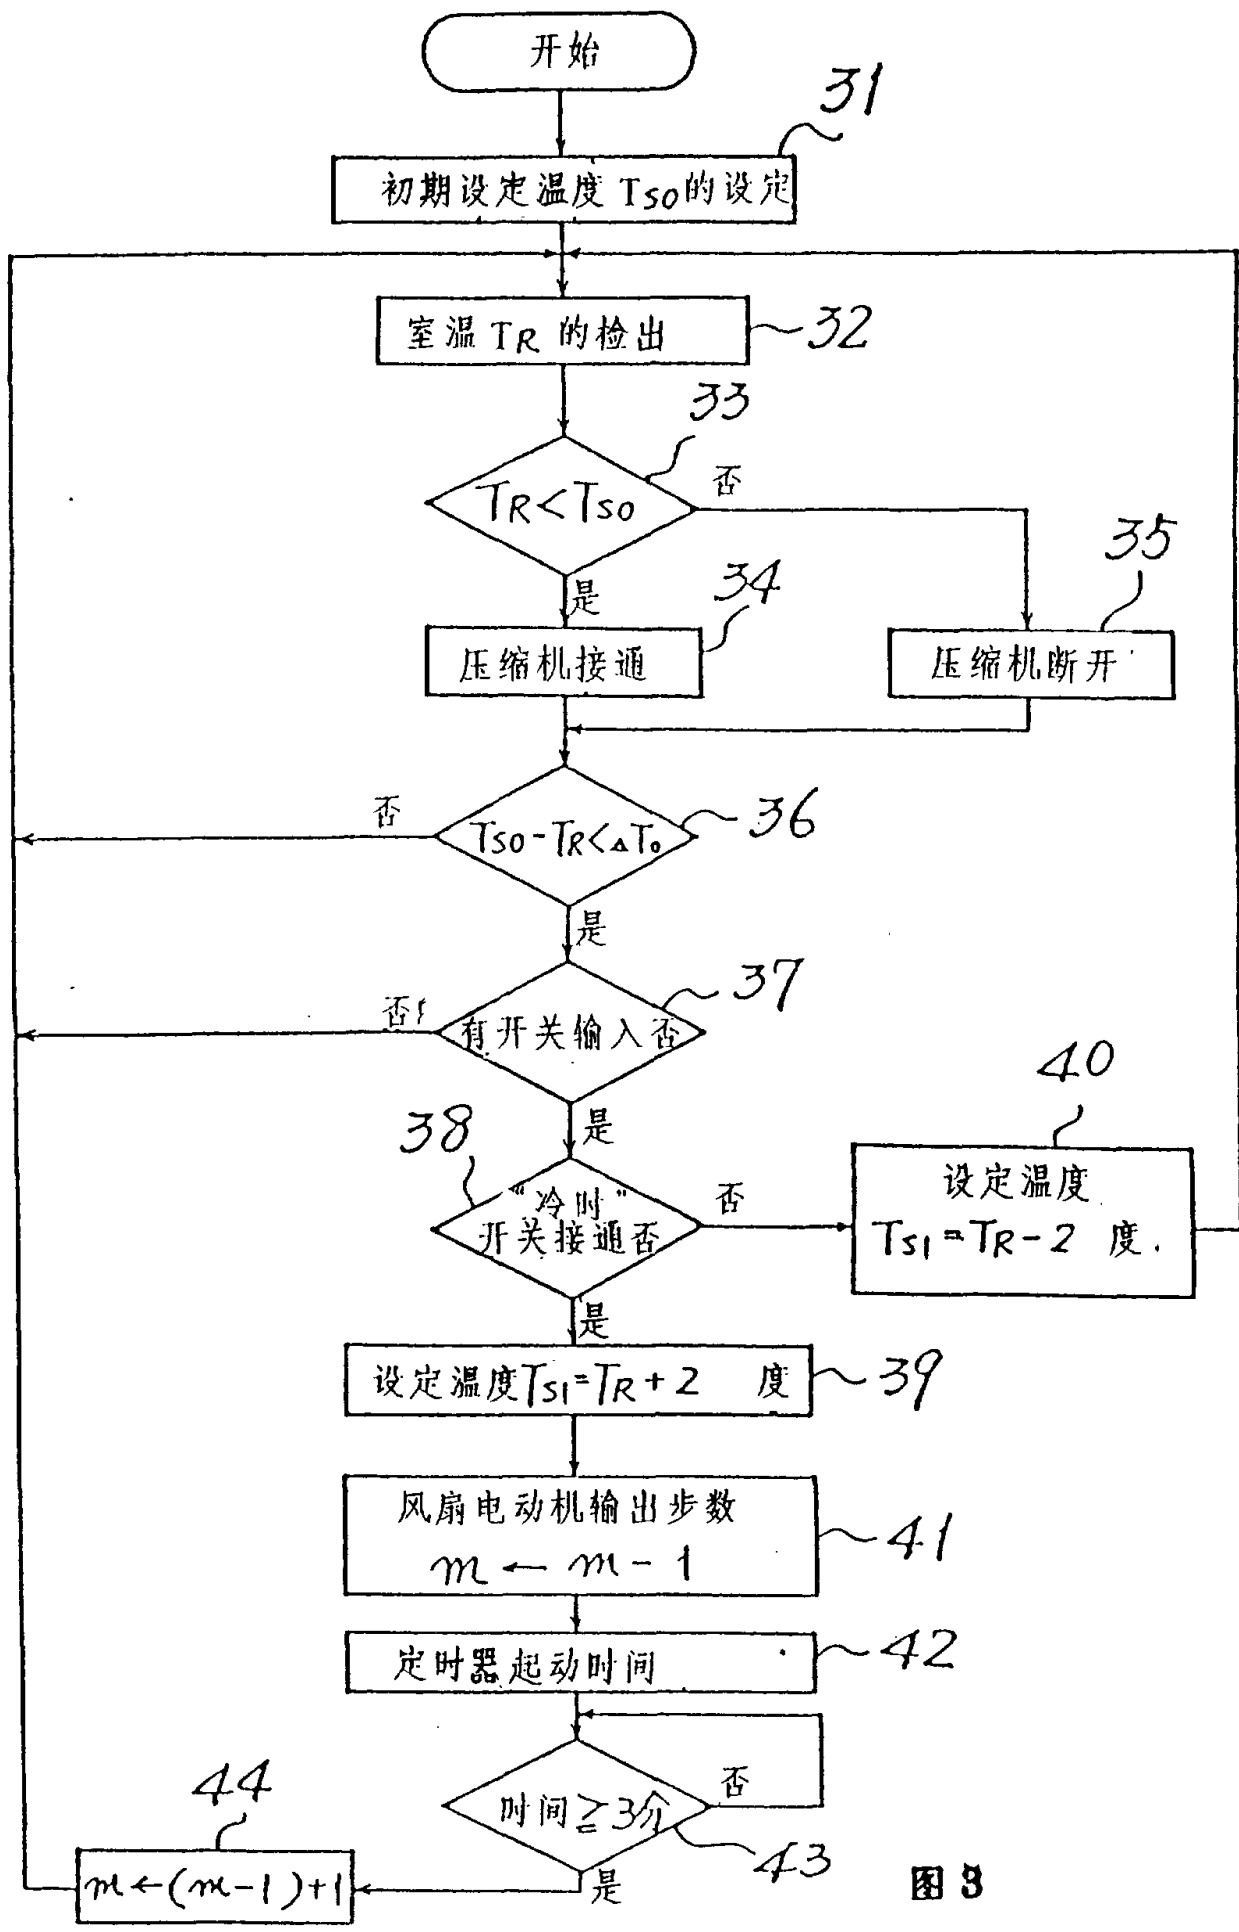 开始
31
初期设定温度 TSO的设定
室温 TR 的检出
32
33
TR<TSO
否
是
34
35
压缩机接通
压缩机断开
36
TSO-TR<△T₀
否
是
37
有开关输入否
否
是
38
“冷时”
开关接通否
否
40
设定温度
TS1=TR-2 度.
是
设定温度TS1=TR+2 度
39
风扇电动机输出步数
m ← m - 1
41
定时器起动时间
42
时间≧3分
否
43
是
44
m←(m-1)+1
图 3